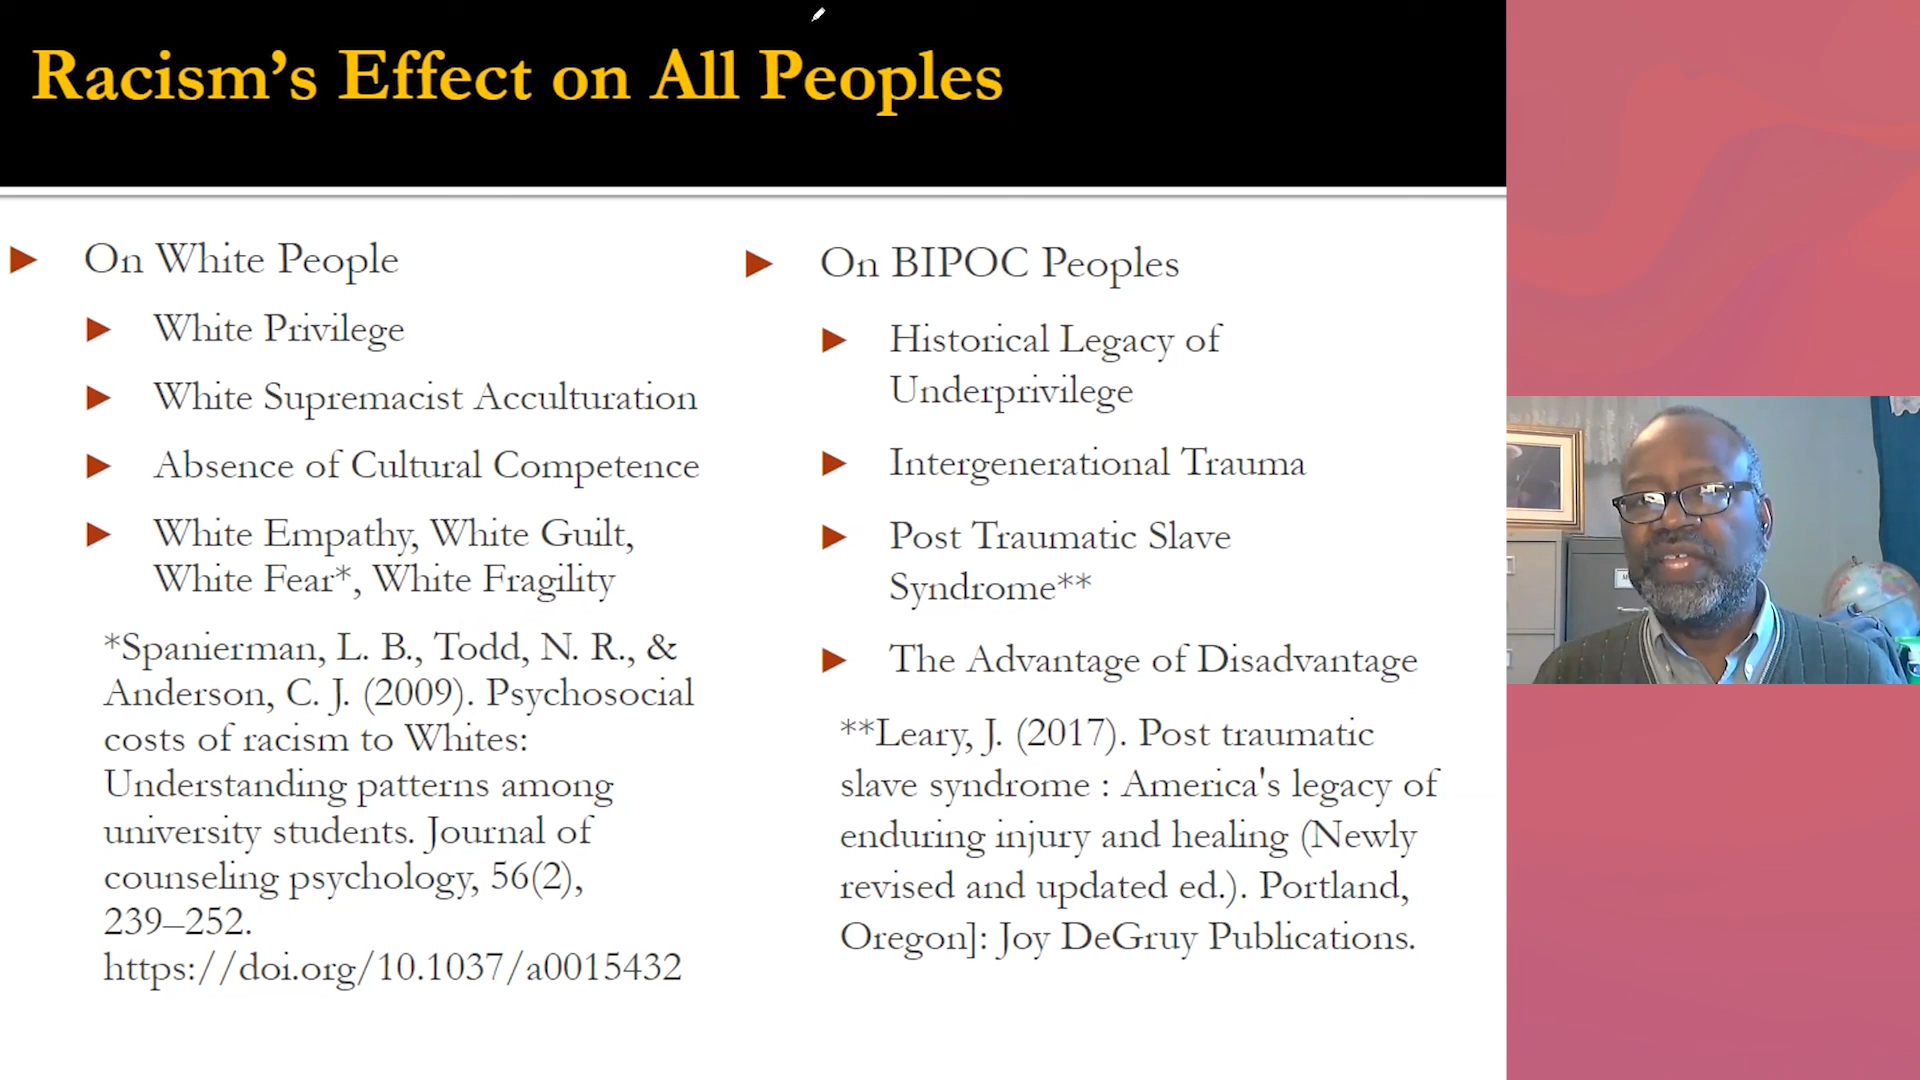 Racism's Effect on All Peoples
On White People
White Privilege
White Supremacist Acculturation
Absence of Cultural Competence
White Empathy, White Guilt,
White Fear*, White Fragility
*Spanierman, L. B., Todd, N. R., &
Anderson, C. J. (2009). Psychosocial
costs of racism to Whites:
Understanding patterns among
university students. Journal of
counseling psychology, 56(2),
239–252.
https://doi.org/10.1037/a0015432
On BIPOC Peoples
Historical Legacy of
Underprivilege
Intergenerational Trauma
Post Traumatic Slave
Syndrome**
The Advantage of Disadvantage
**Leary, J. (2017). Post traumatic
slave syndrome : America's legacy of
enduring injury and healing (Newly
revised and updated ed.). Portland,
Oregon]: Joy DeGruy Publications.